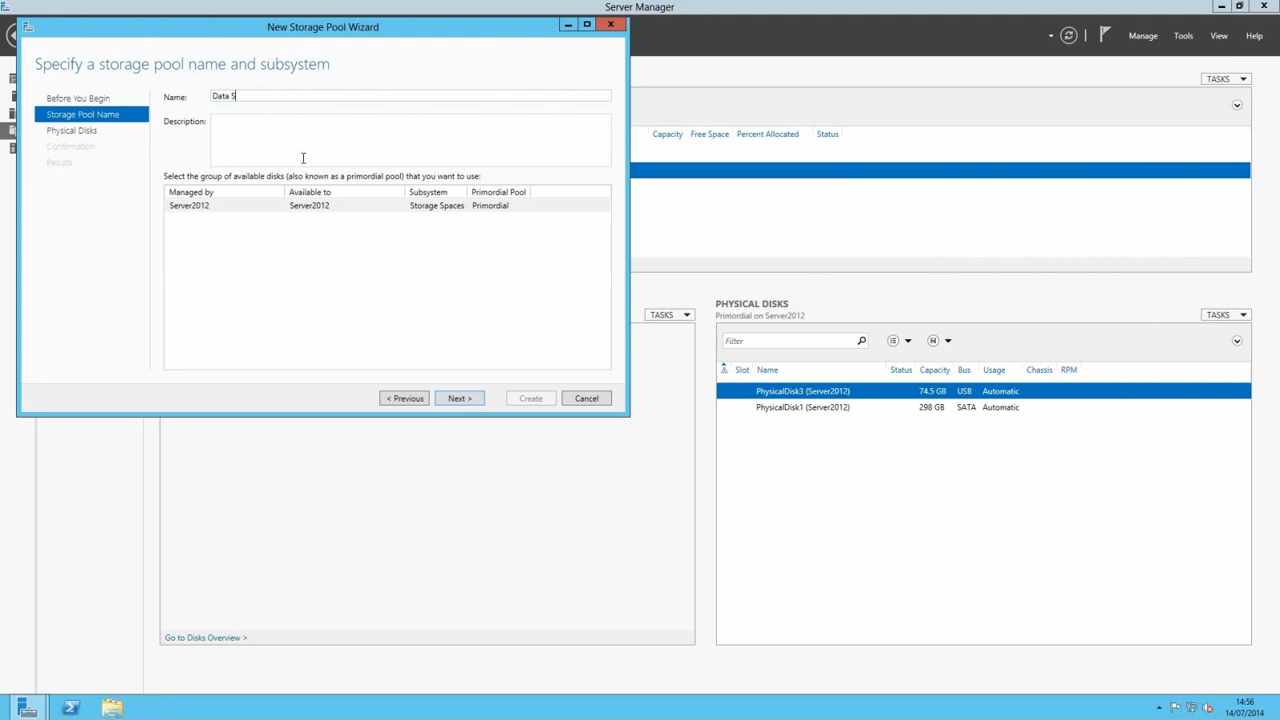 Server Manager
New Storage Pool Wizard
Manage Tools View Help
Specify a storage pool name and subsystem
Before You Begin
Storage Pool Name
Physical Disks
Confirmation
Results
Name: Data S
Description:
Select the group of available disks (also known as a primordial pool) that you want to use:
Managed by Available to Subsystem Primordial Pool
Server2012 Server2012 Storage Spaces Primordial
< Previous Next > Create Cancel
TASKS
Capacity Free Space Percent Allocated Status
TASKS
PHYSICAL DISKS
Primordial on Server2012
TASKS
Filter
Slot Name Status Capacity Bus Usage Chassis RPM
PhysicalDisk3 (Server2012) 74.5 GB USB Automatic
PhysicalDisk1 (Server2012) 298 GB SATA Automatic
Go to Disks Overview >
14:56
14/07/2014